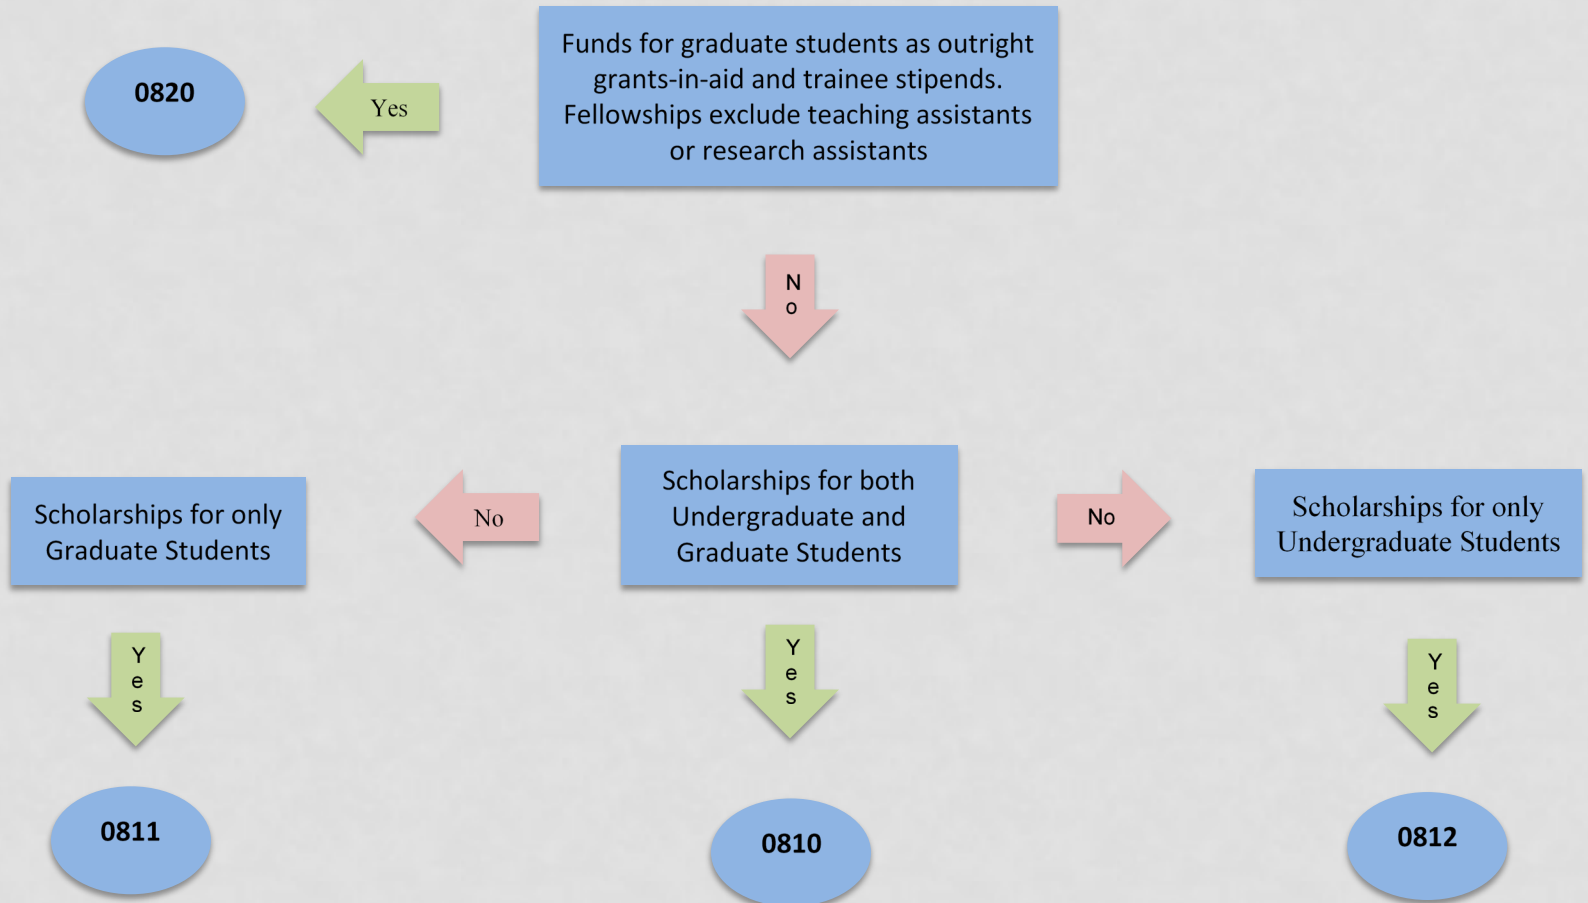 Funds for graduate students as outright
grants-in-aid and trainee stipends.
Fellowships exclude teaching assistants
or research assistants
Yes
0820
N
o
Scholarships for both
Undergraduate and
Graduate Students
No
Scholarships for only
Graduate Students
No
Scholarships for only
Undergraduate Students
Y
e
s
0811
Y
e
s
0810
Y
e
s
0812